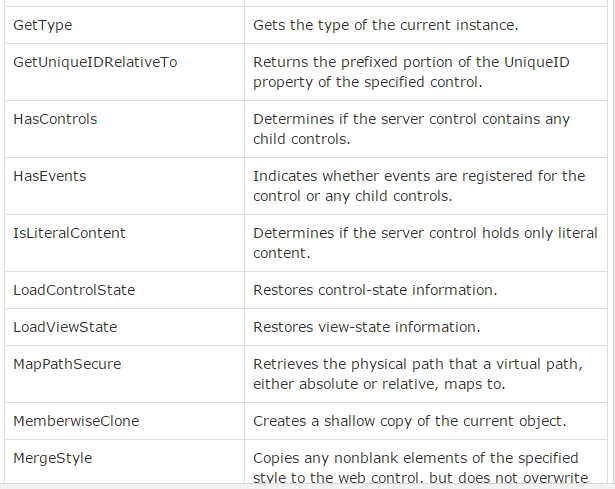 GetType
Gets the type of the current instance.
GetUniqueIDRelativeTo
Returns the prefixed portion of the UniqueID
property of the specified control.
HasControls
Determines if the server control contains any
child controls.
HasEvents
Indicates whether events are registered for the
control or any child controls.
IsLiteralContent
Determines if the server control holds only literal
content.
LoadControlState
Restores control-state information.
LoadViewState
Restores view-state information.
MapPathSecure
Retrieves the physical path that a virtual path,
either absolute or relative, maps to.
MemberwiseClone
Creates a shallow copy of the current object.
MergeStyle
Copies any nonblank elements of the specified
style to the web control, but does not overwrite